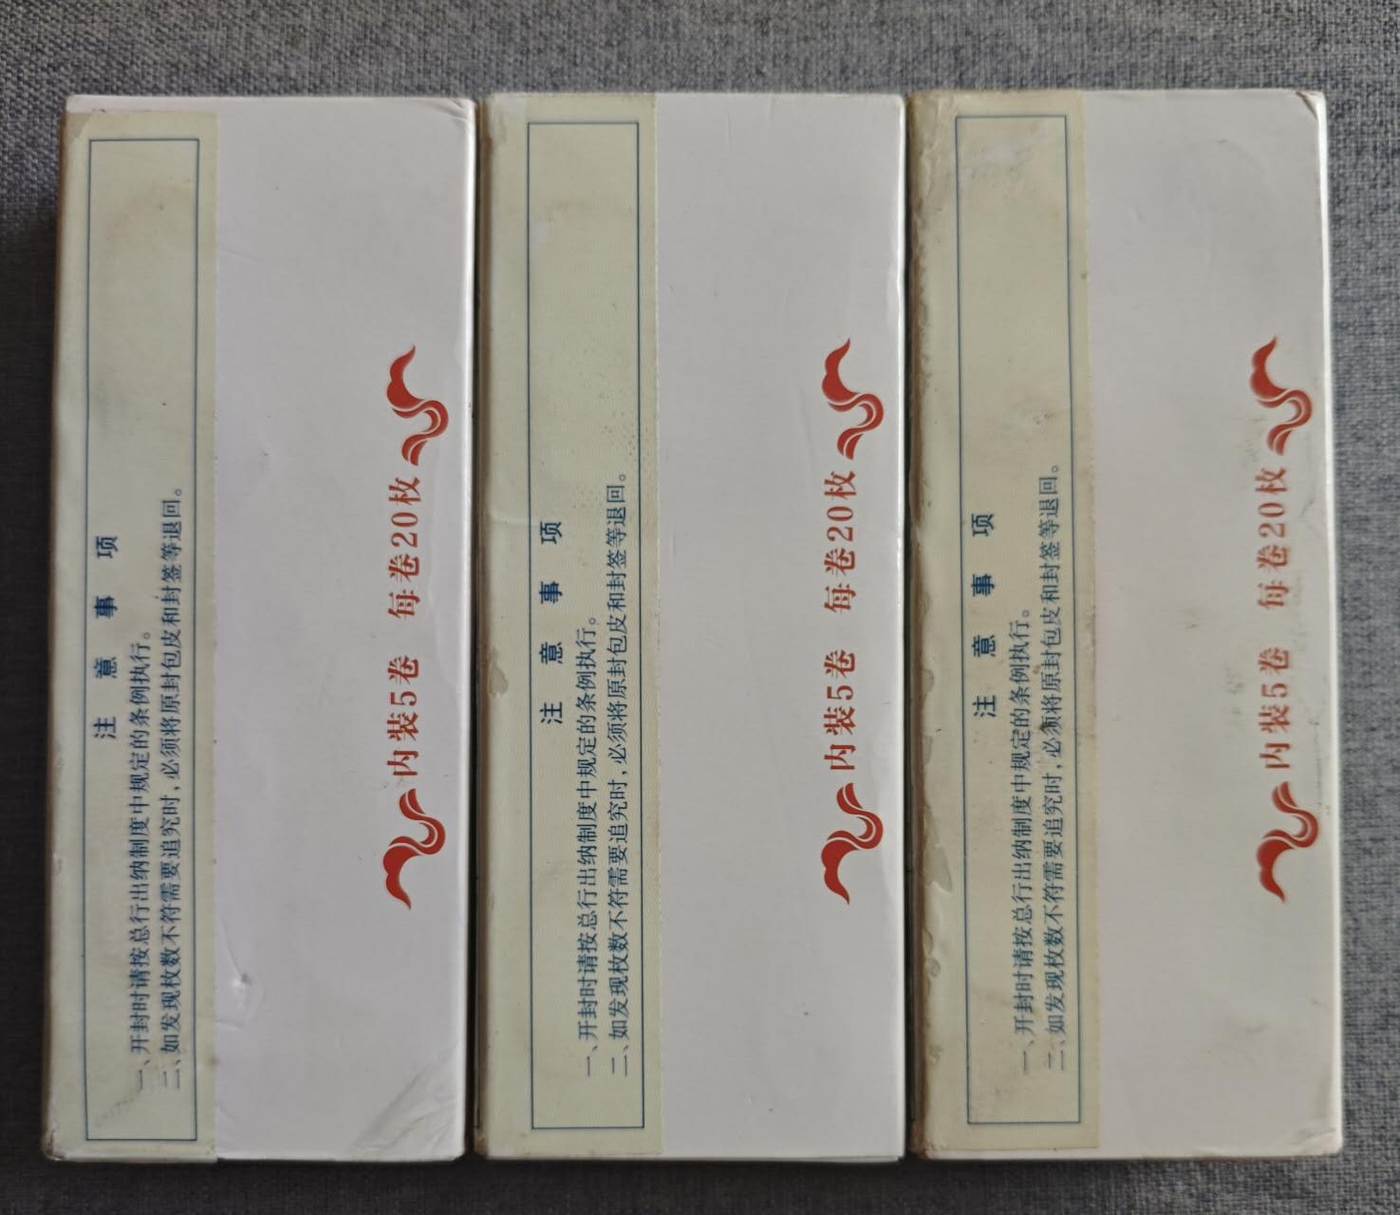 注意事项
一、开封时请按总行出纳制度中规定的条例执行。
二、如发现枚数不符需要追究时，必须将原封包皮和封签等退回。
内装5卷 每卷20枚
注意事项
一、开封时请按总行出纳制度中规定的条例执行。
二、如发现枚数不符需要追究时，必须将原封包皮和封签等退回。
内装5卷 每卷20枚
注意事项
一、开封时请按总行出纳制度中规定的条例执行。
二、如发现枚数不符需要追究时，必须将原封包皮和封签等退回。
内装5卷 每卷20枚